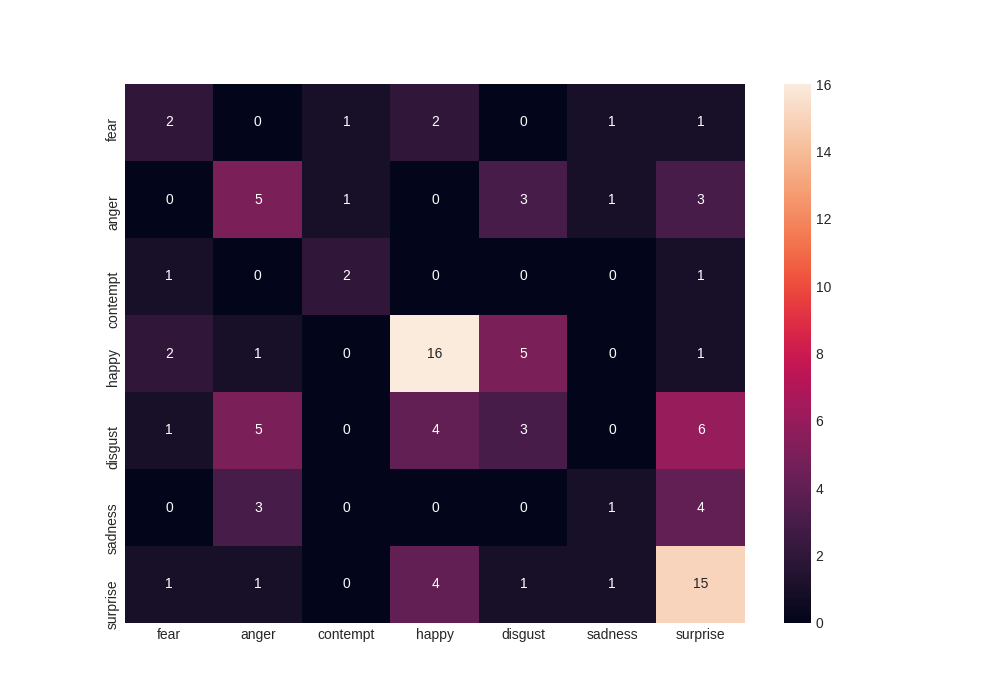 fear 2 0 1 2 0 1 1
anger 0 5 1 0 3 1 3
contempt 1 0 2 0 0 0 1
happy 2 1 0 16 5 0 1
disgust 1 5 0 4 3 0 6
sadness 0 3 0 0 0 1 4
surprise 1 1 0 4 1 1 15
fear anger contempt happy disgust sadness surprise
16
14
12
10
8
6
4
2
0